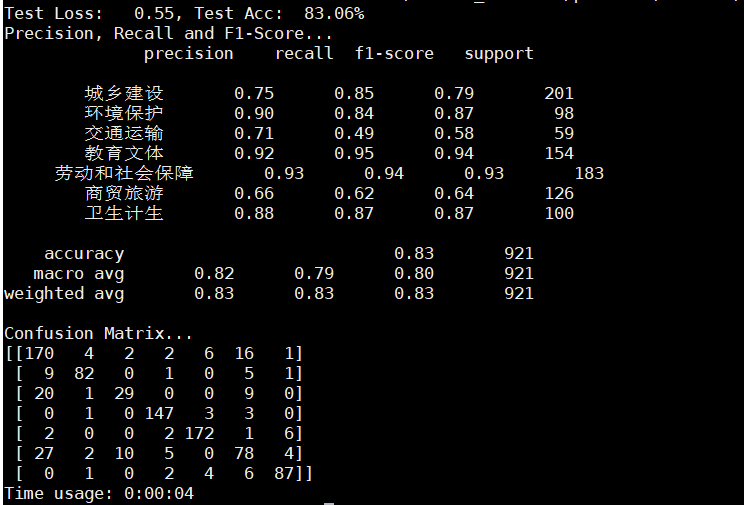 Test Loss:   0.55, Test Acc:  83.06%
Precision, Recall and F1-Score...
              precision    recall  f1-score   support
        城乡建设       0.75      0.85      0.79       201
        环境保护       0.90      0.84      0.87        98
        交通运输       0.71      0.49      0.58        59
        教育文体       0.92      0.95      0.94       154
     劳动和社会保障       0.93      0.94      0.93       183
        商贸旅游       0.66      0.62      0.64       126
        卫生计生       0.88      0.87      0.87       100
    accuracy                           0.83       921
   macro avg       0.82      0.79      0.80       921
weighted avg       0.83      0.83      0.83       921
Confusion Matrix...
[[170   4   2   2   6  16   1]
 [  9  82   0   1   0   5   1]
 [ 20   1  29   0   0   9   0]
 [  0   1   0 147   3   3   0]
 [  2   0   0   2 172   1   6]
 [ 27   2  10   5   0  78   4]
 [  0   1   0   2   4   6  87]]
Time usage: 0:00:04